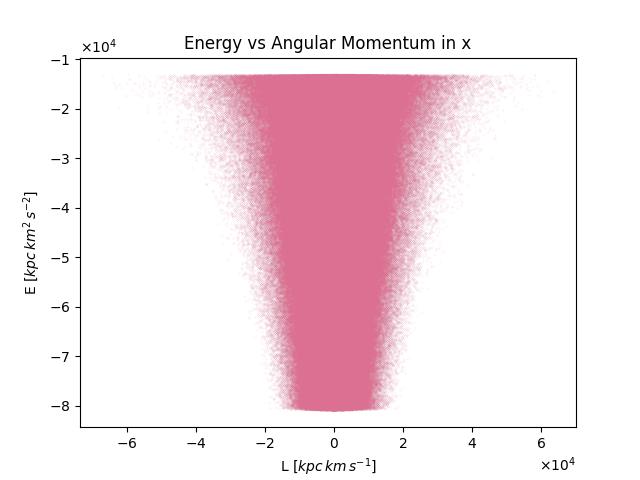 Energy vs Angular Momentum in x
×10⁴
−1
−2
−3
−4
−5
−6
−7
−8
E [kpc km² s⁻²]
−6 −4 −2 0 2 4 6
L [kpc km s⁻¹]
×10⁴